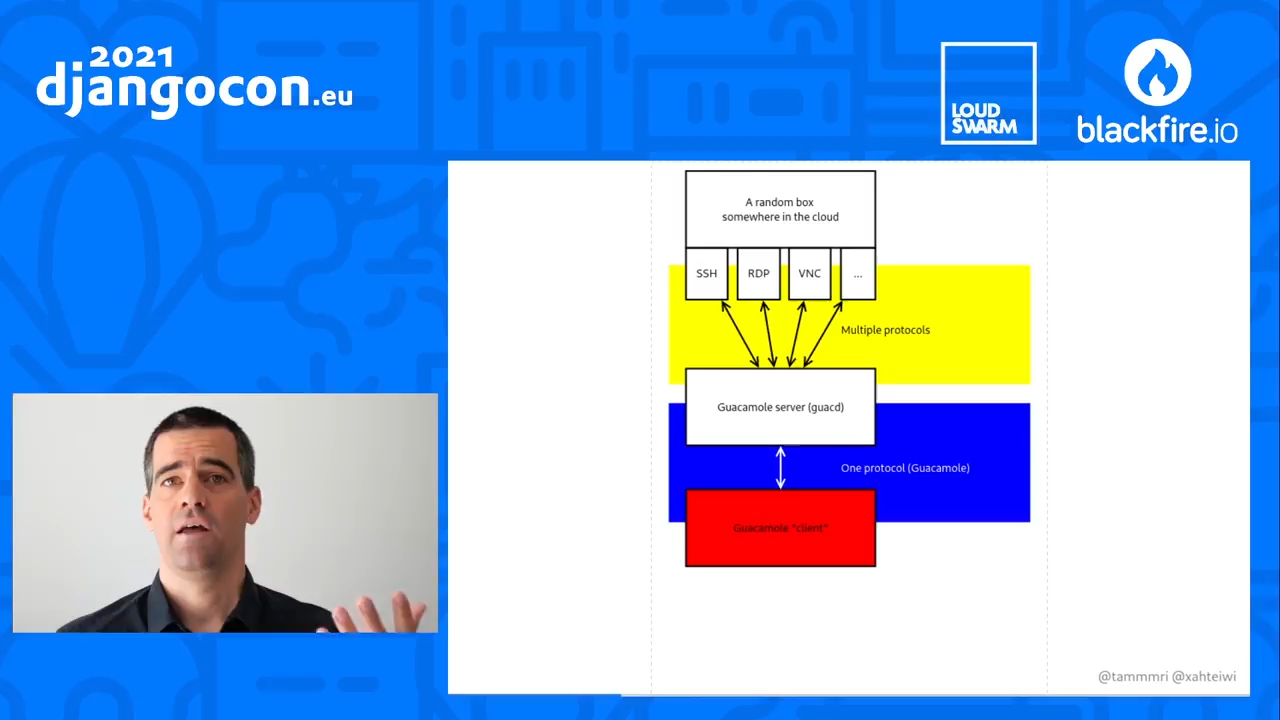 2021
djangocon.eu
LOUD
SWARM
blackfire.io
A random box
somewhere in the cloud
SSH
RDP
VNC
...
Multiple protocols
Guacamole server (guacd)
One protocol (Guacamole)
Guacamole "client"
@tammmri @xahteiwi